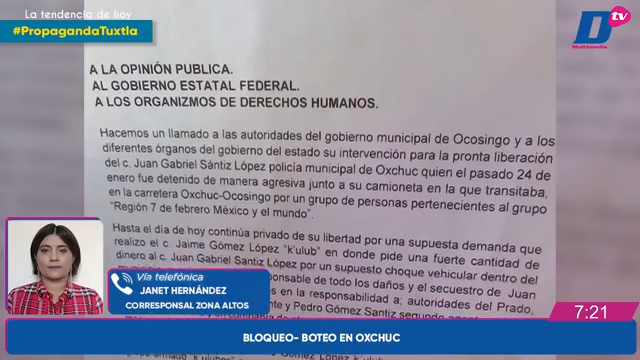 La tendencia de hoy
#PropagandaTuxtla
D tv
Multimedia
A LA OPINIÓN PUBLICA.
AL GOBIERNO ESTATAL FEDERAL.
A LOS ORGANIZMOS DE DERECHOS HUMANOS.
Hacemos un llamado a las autoridades del gobierno municipal de Ocosingo y a los
diferentes órganos del gobierno del estado su intervención para la pronta liberación
del c. Juan Gabriel Sántiz López policía municipal de Oxchuc quien el pasado 24 de
enero fue detenido de manera agresiva junto a su camioneta en la que transitaba,
en la carretera Oxchuc-Ocosingo por un grupo de personas pertenecientes al grupo
“Región 7 de febrero México y el mundo”.
Hasta el día de hoy continúa privado de su libertad por una supuesta demanda que
realizo el c. Jaime Gómez López “k'ulub” en donde pide una fuerte cantidad de
dinero al c. Juan Gabriel Santiz López por un supuesto choque vehicular dentro del
responsable de todo los daños y el secuestro de Juan
en la responsabilidad a; autoridades del Prado,
y Pedro Gómez Santiz segundo
Vía telefónica
JANET HERNÁNDEZ
CORRESPONSAL ZONA ALTOS
7:21
BLOQUEO- BOTEO EN OXCHUC